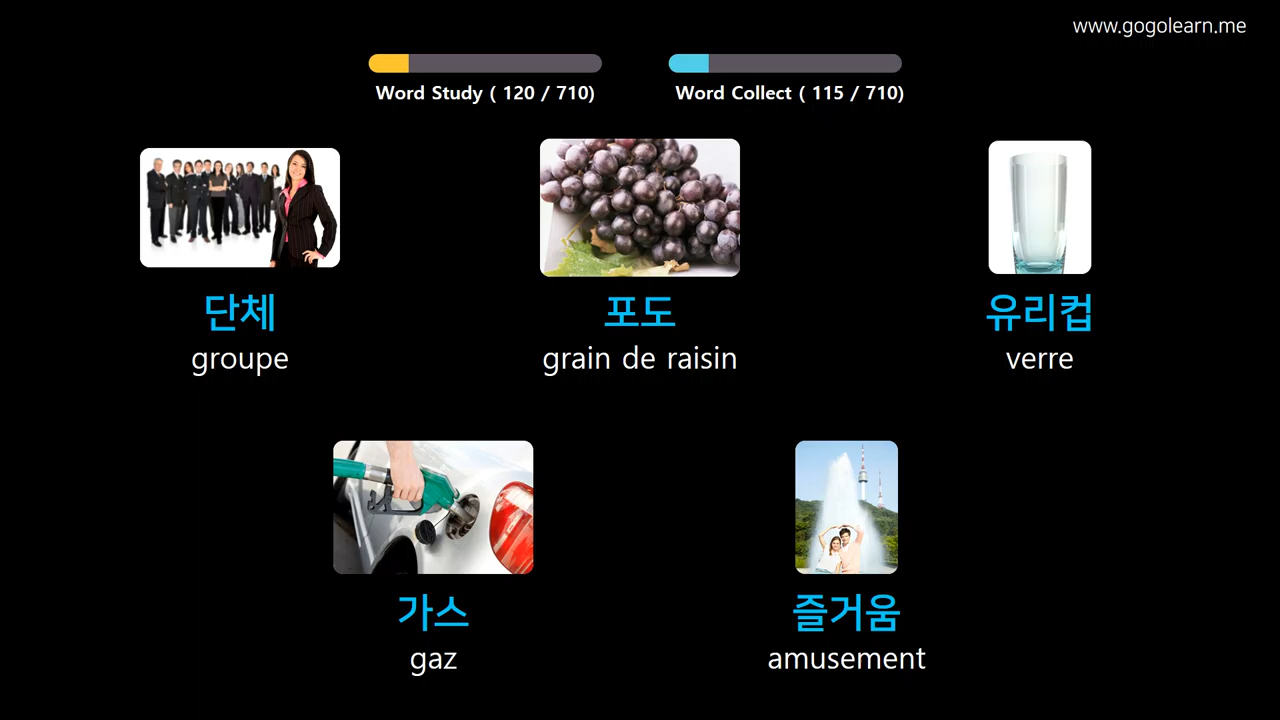 www.gogolearn.me
Word Study ( 120 / 710)
Word Collect ( 115 / 710)
단체
groupe
포도
grain de raisin
유리컵
verre
가스
gaz
즐거움
amusement